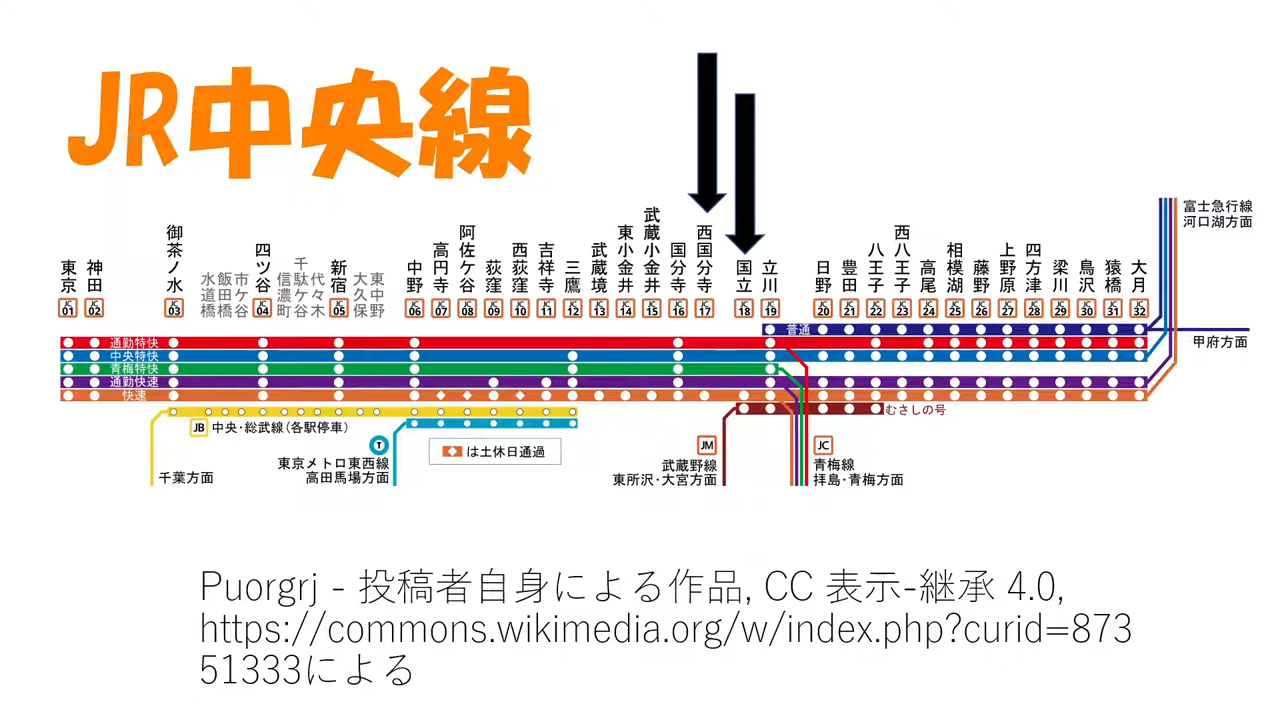 JR中央線
富士急行線
河口湖方面
東京
神田
御茶ノ水
水道橋
飯田橋
市ケ谷
四ツ谷
信濃町
千駄ケ谷
代々木
新宿
大久保
東中野
中野
高円寺
阿佐ケ谷
荻窪
西荻窪
吉祥寺
三鷹
武蔵境
東小金井
武蔵小金井
国分寺
西国分寺
国立
立川
日野
豊田
八王子
西八王子
高尾
相模湖
藤野
上野原
四方津
梁川
鳥沢
猿橋
大月
JC 01
JC 02
JC 03
JC 04
JC 05
JC 06
JC 07
JC 08
JC 09
JC 10
JC 11
JC 12
JC 13
JC 14
JC 15
JC 16
JC 17
JC 18
JC 19
JC 20
JC 21
JC 22
JC 23
JC 24
JC 25
JC 26
JC 27
JC 28
JC 29
JC 30
JC 31
JC 32
普通
通勤特快
甲府方面
中央特快
青梅特快
通勤快速
快速
むさしの号
JB 中央・総武線(各駅停車)
千葉方面
T
東京メトロ東西線
高田馬場方面
は土休日通過
JM
武蔵野線
東所沢・大宮方面
JC
青梅線
拝島・青梅方面
Puorgrj - 投稿者自身による作品, CC 表示-継承 4.0,
https://commons.wikimedia.org/w/index.php?curid=873
51333による